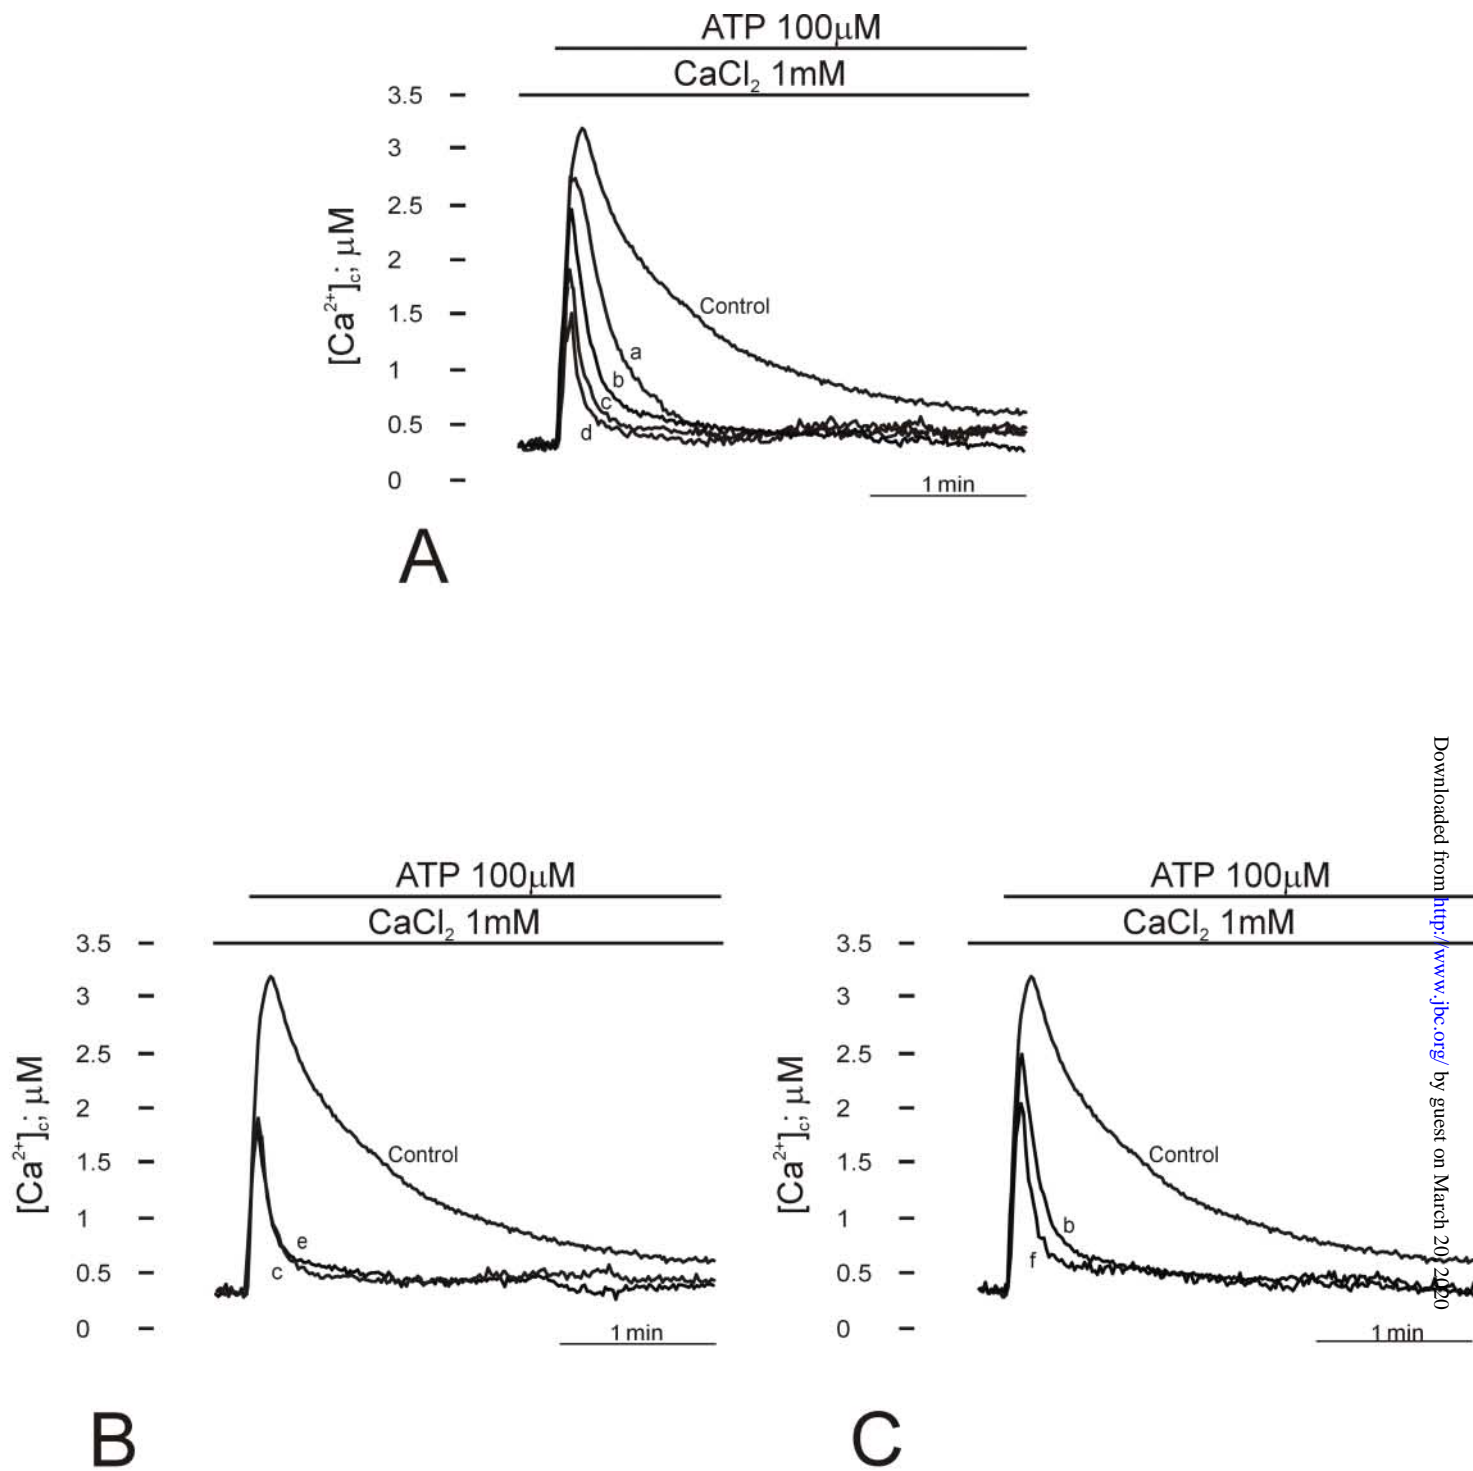 ATP 100μM
CaCl₂ 1mM
3.5
3
2.5
2
1.5
1
0.5
0
[Ca²⁺]c; μM
Control
a
b
c
d
1 min
A
ATP 100μM
CaCl₂ 1mM
3.5
3
2.5
2
1.5
1
0.5
0
[Ca²⁺]c; μM
Control
e
c
1 min
B
ATP 100μM
CaCl₂ 1mM
3.5
3
2.5
2
1.5
1
0.5
0
[Ca²⁺]c; μM
Control
b
f
1 min
C
Downloaded from http://www.jbc.org/ by guest on March 20, 2020